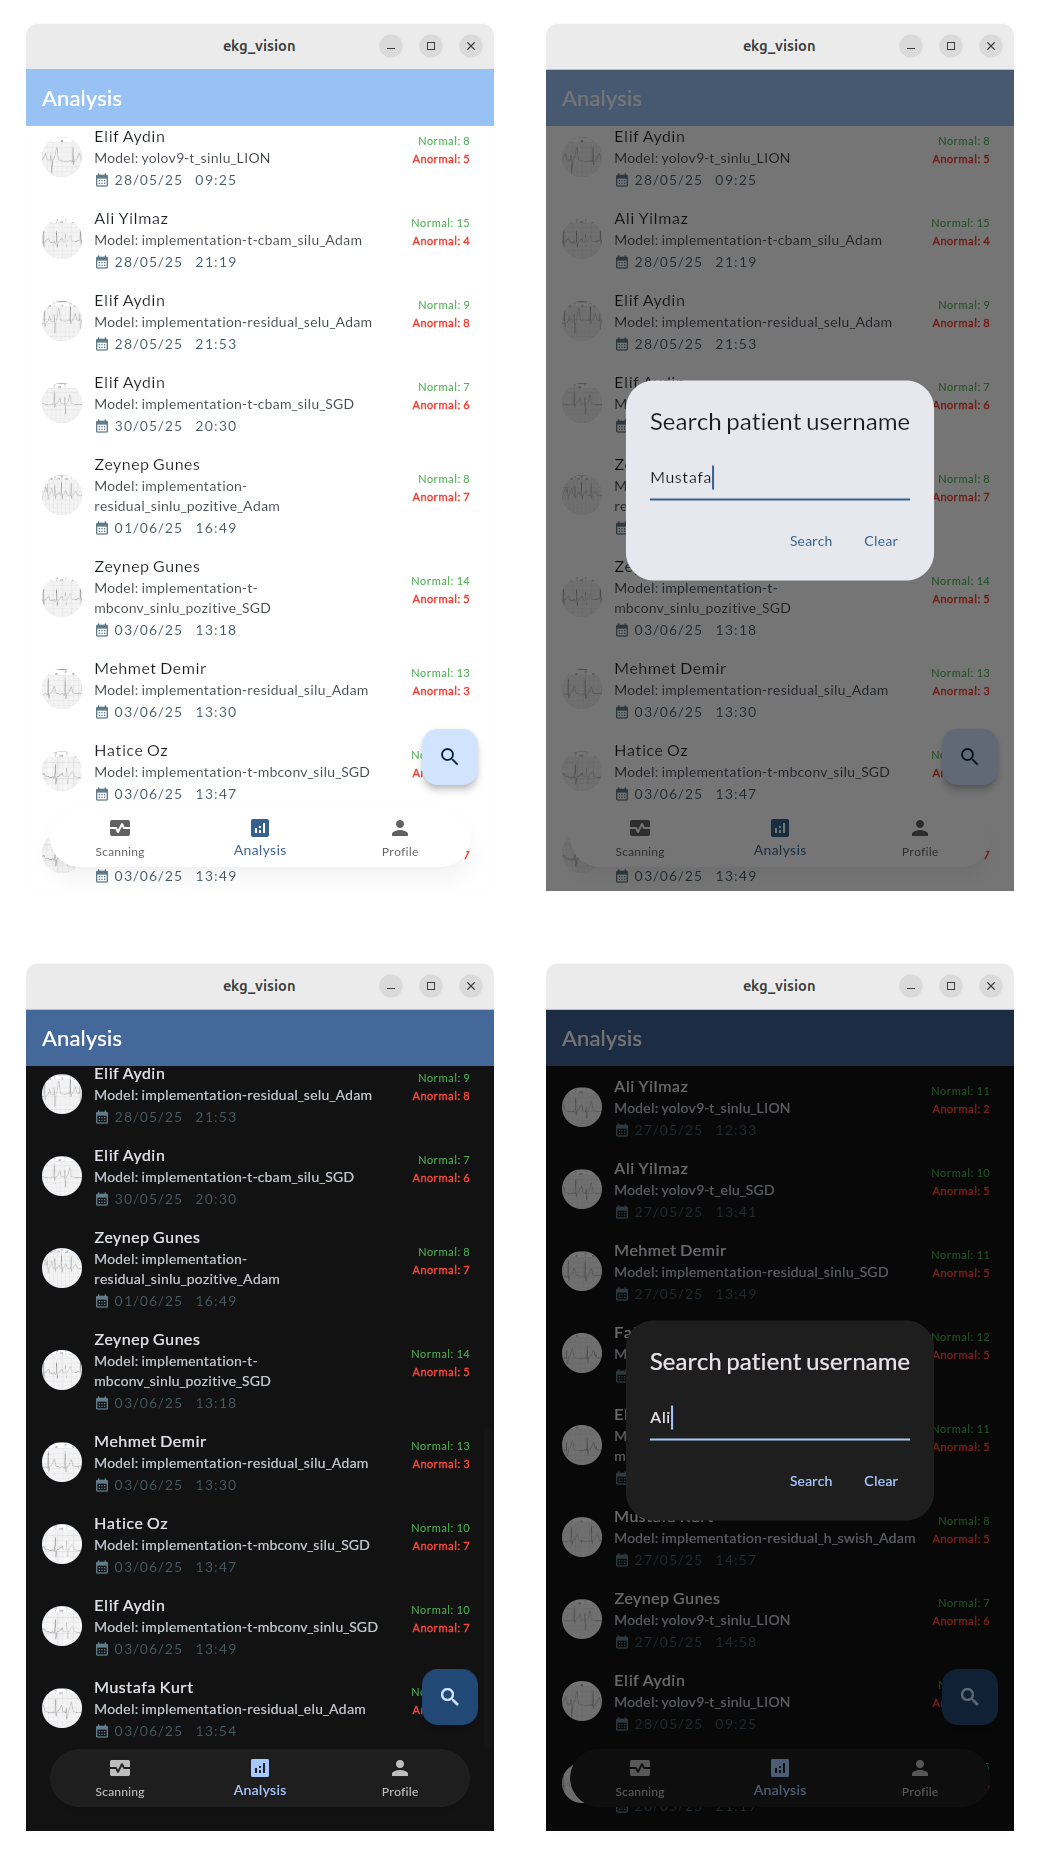 ekg_vision
Analysis
Elif Aydin
Normal: 8
Model: yolov9-t_sinlu_LION
Anormal: 5
28/05/25 09:25
Ali Yilmaz
Normal: 15
Model: implementation-t-cbam_silu_Adam
Anormal: 4
28/05/25 21:19
Elif Aydin
Normal: 9
Model: implementation-residual_selu_Adam
Anormal: 8
28/05/25 21:53
Elif Aydin
Normal: 7
Model: implementation-t-cbam_silu_SGD
Anormal: 6
30/05/25 20:30
Zeynep Gunes
Normal: 8
Model: implementation-
residual_sinlu_pozitive_Adam
Anormal: 7
01/06/25 16:49
Zeynep Gunes
Normal: 14
Model: implementation-t-
mbconv_sinlu_pozitive_SGD
Anormal: 5
03/06/25 13:18
Mehmet Demir
Normal: 13
Model: implementation-residual_silu_Adam
Anormal: 3
03/06/25 13:30
Hatice Oz
Model: implementation-t-mbconv_silu_SGD
03/06/25 13:47
Scanning
Analysis
Profile
03/06/25 13:49
ekg_vision
Analysis
Elif Aydin
Normal: 8
Model: yolov9-t_sinlu_LION
Anormal: 5
28/05/25 09:25
Ali Yilmaz
Normal: 15
Model: implementation-t-cbam_silu_Adam
Anormal: 4
28/05/25 21:19
Elif Aydin
Normal: 9
Model: implementation-residual_selu_Adam
Anormal: 8
28/05/25 21:53
Normal: 7
Anormal: 6
Search patient username
Mustafa
Search
Clear
Normal: 8
Anormal: 7
Normal: 14
Model: implementation-t-
mbconv_sinlu_pozitive_SGD
Anormal: 5
03/06/25 13:18
Mehmet Demir
Normal: 13
Model: implementation-residual_silu_Adam
Anormal: 3
03/06/25 13:30
Hatice Oz
Model: implementation-t-mbconv_silu_SGD
03/06/25 13:47
Scanning
Analysis
Profile
03/06/25 13:49
ekg_vision
Analysis
Elif Aydin
Normal: 9
Model: implementation-residual_selu_Adam
Anormal: 8
28/05/25 21:53
Elif Aydin
Normal: 7
Model: implementation-t-cbam_silu_SGD
Anormal: 6
30/05/25 20:30
Zeynep Gunes
Normal: 8
Model: implementation-
residual_sinlu_pozitive_Adam
Anormal: 7
01/06/25 16:49
Zeynep Gunes
Normal: 14
Model: implementation-t-
mbconv_sinlu_pozitive_SGD
Anormal: 5
03/06/25 13:18
Mehmet Demir
Normal: 13
Model: implementation-residual_silu_Adam
Anormal: 3
03/06/25 13:30
Hatice Oz
Normal: 10
Model: implementation-t-mbconv_silu_SGD
Anormal: 7
03/06/25 13:47
Elif Aydin
Normal: 10
Model: implementation-t-mbconv_sinlu_SGD
Anormal: 7
03/06/25 13:49
Mustafa Kurt
Model: implementation-residual_elu_Adam
03/06/25 13:54
Scanning
Analysis
Profile
ekg_vision
Analysis
Ali Yilmaz
Normal: 11
Model: yolov9-t_sinlu_LION
Anormal: 2
27/05/25 12:33
Ali Yilmaz
Normal: 10
Model: yolov9-t_elu_SGD
Anormal: 5
27/05/25 13:41
Mehmet Demir
Normal: 11
Model: implementation-residual_sinlu_SGD
Anormal: 5
27/05/25 13:49
Normal: 12
Anormal: 5
Search patient username
Ali
Search
Clear
Normal: 11
Anormal: 5
Mustafa Kurt
Normal: 8
Model: implementation-residual_h_swish_Adam
Anormal: 5
27/05/25 14:57
Zeynep Gunes
Normal: 7
Model: yolov9-t_sinlu_LION
Anormal: 6
27/05/25 14:58
Elif Aydin
Model: yolov9-t_sinlu_LION
28/05/25 09:25
Scanning
Analysis
Profile